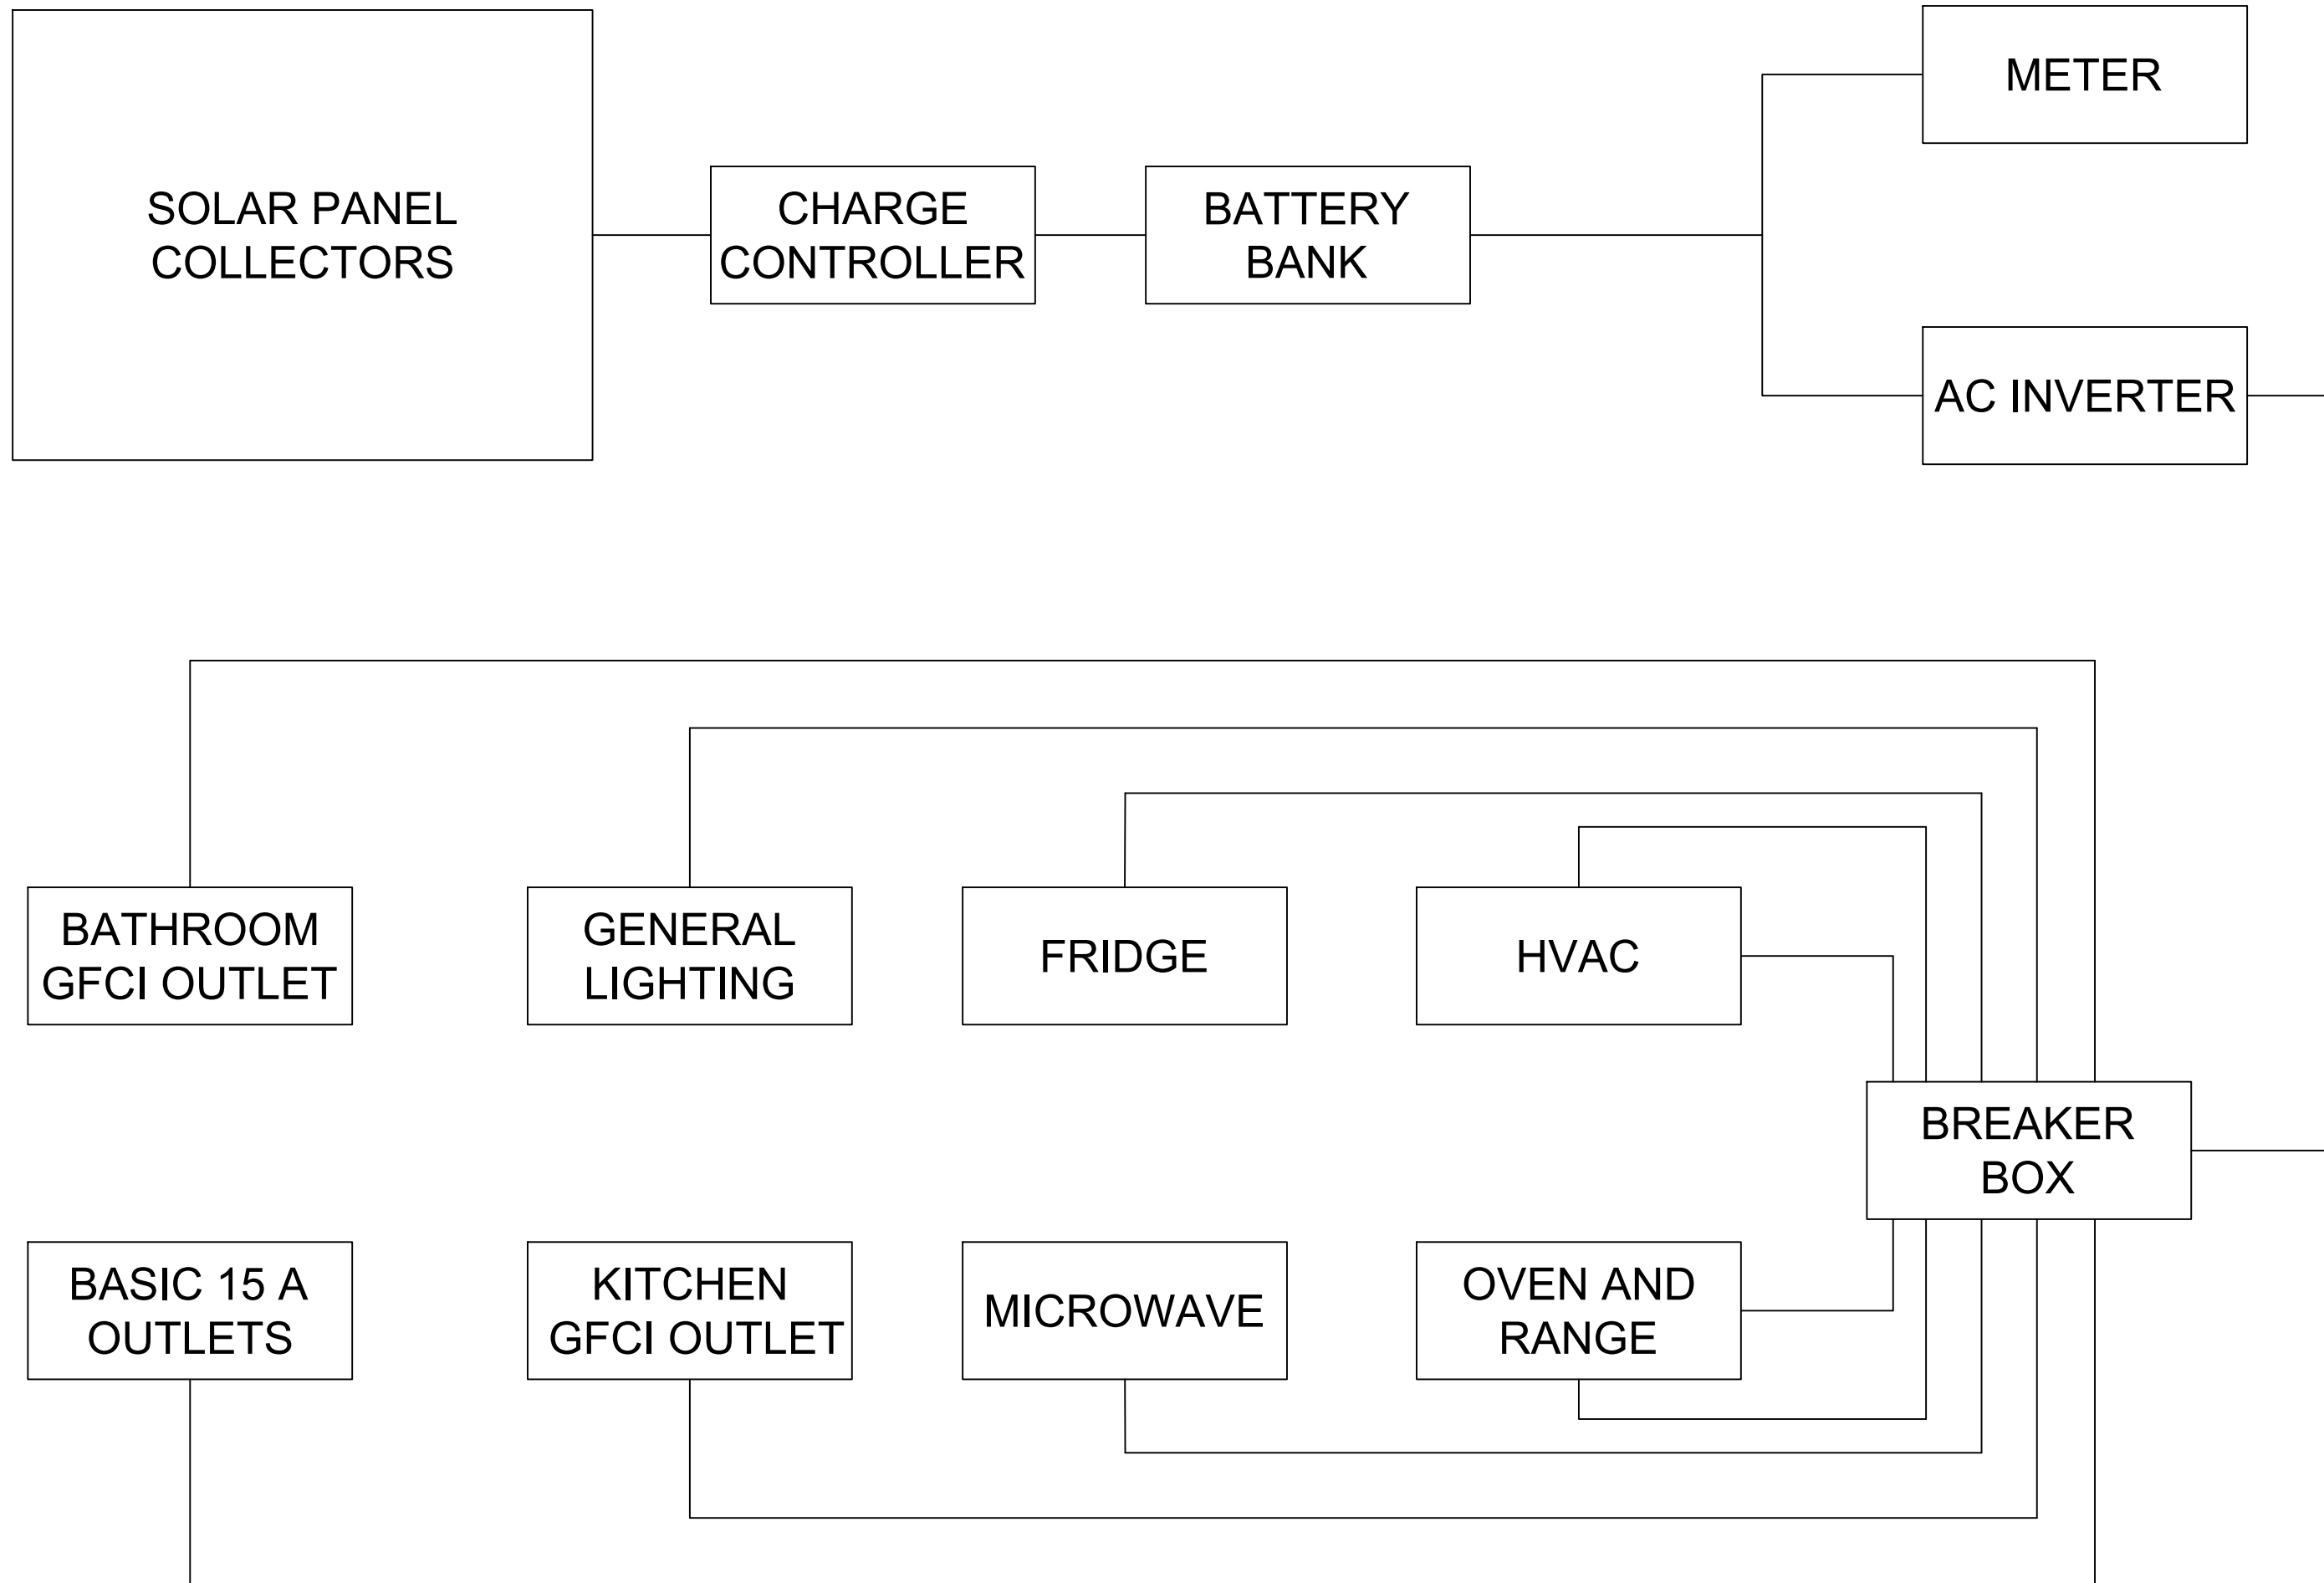 SOLAR PANEL
COLLECTORS
CHARGE
CONTROLLER
BATTERY
BANK
METER
AC INVERTER
BATHROOM
GFCI OUTLET
GENERAL
LIGHTING
FRIDGE
HVAC
BREAKER
BOX
BASIC 15 A
OUTLETS
KITCHEN
GFCI OUTLET
MICROWAVE
OVEN AND
RANGE